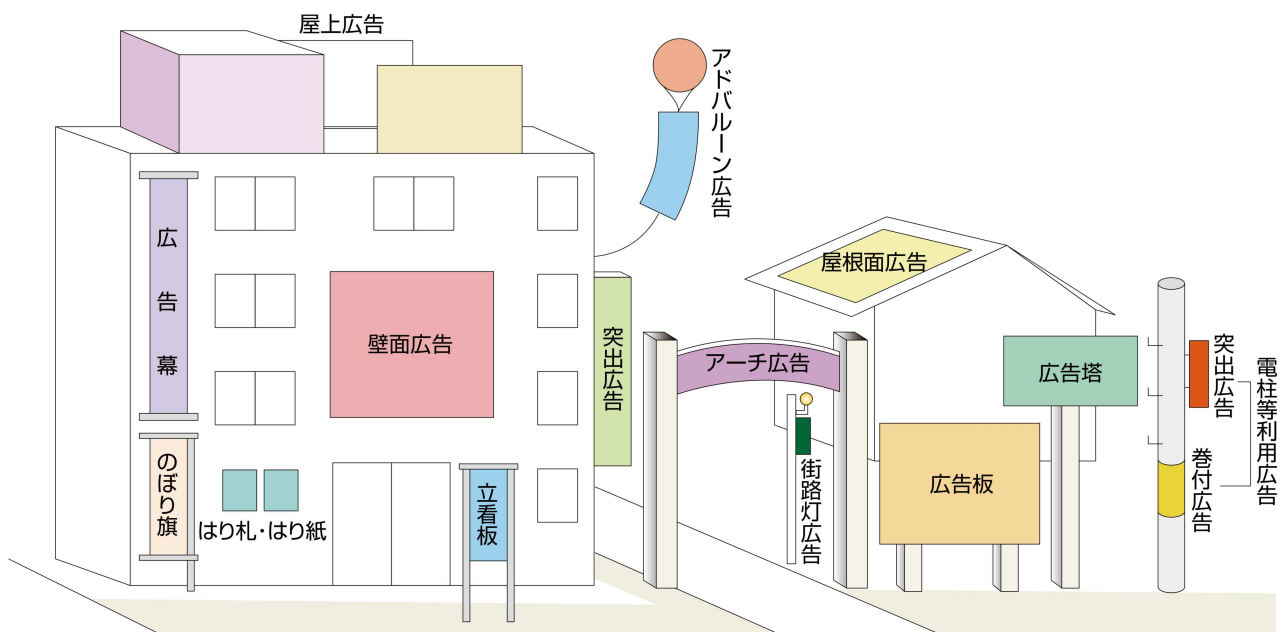 屋上広告
アドバルーン広告
広告幕
壁面広告
突出広告
のぼり旗
はり札・はり紙
立看板
屋根面広告
アーチ広告
街路灯広告
広告塔
広告板
突出広告
巻付広告
電柱等利用広告